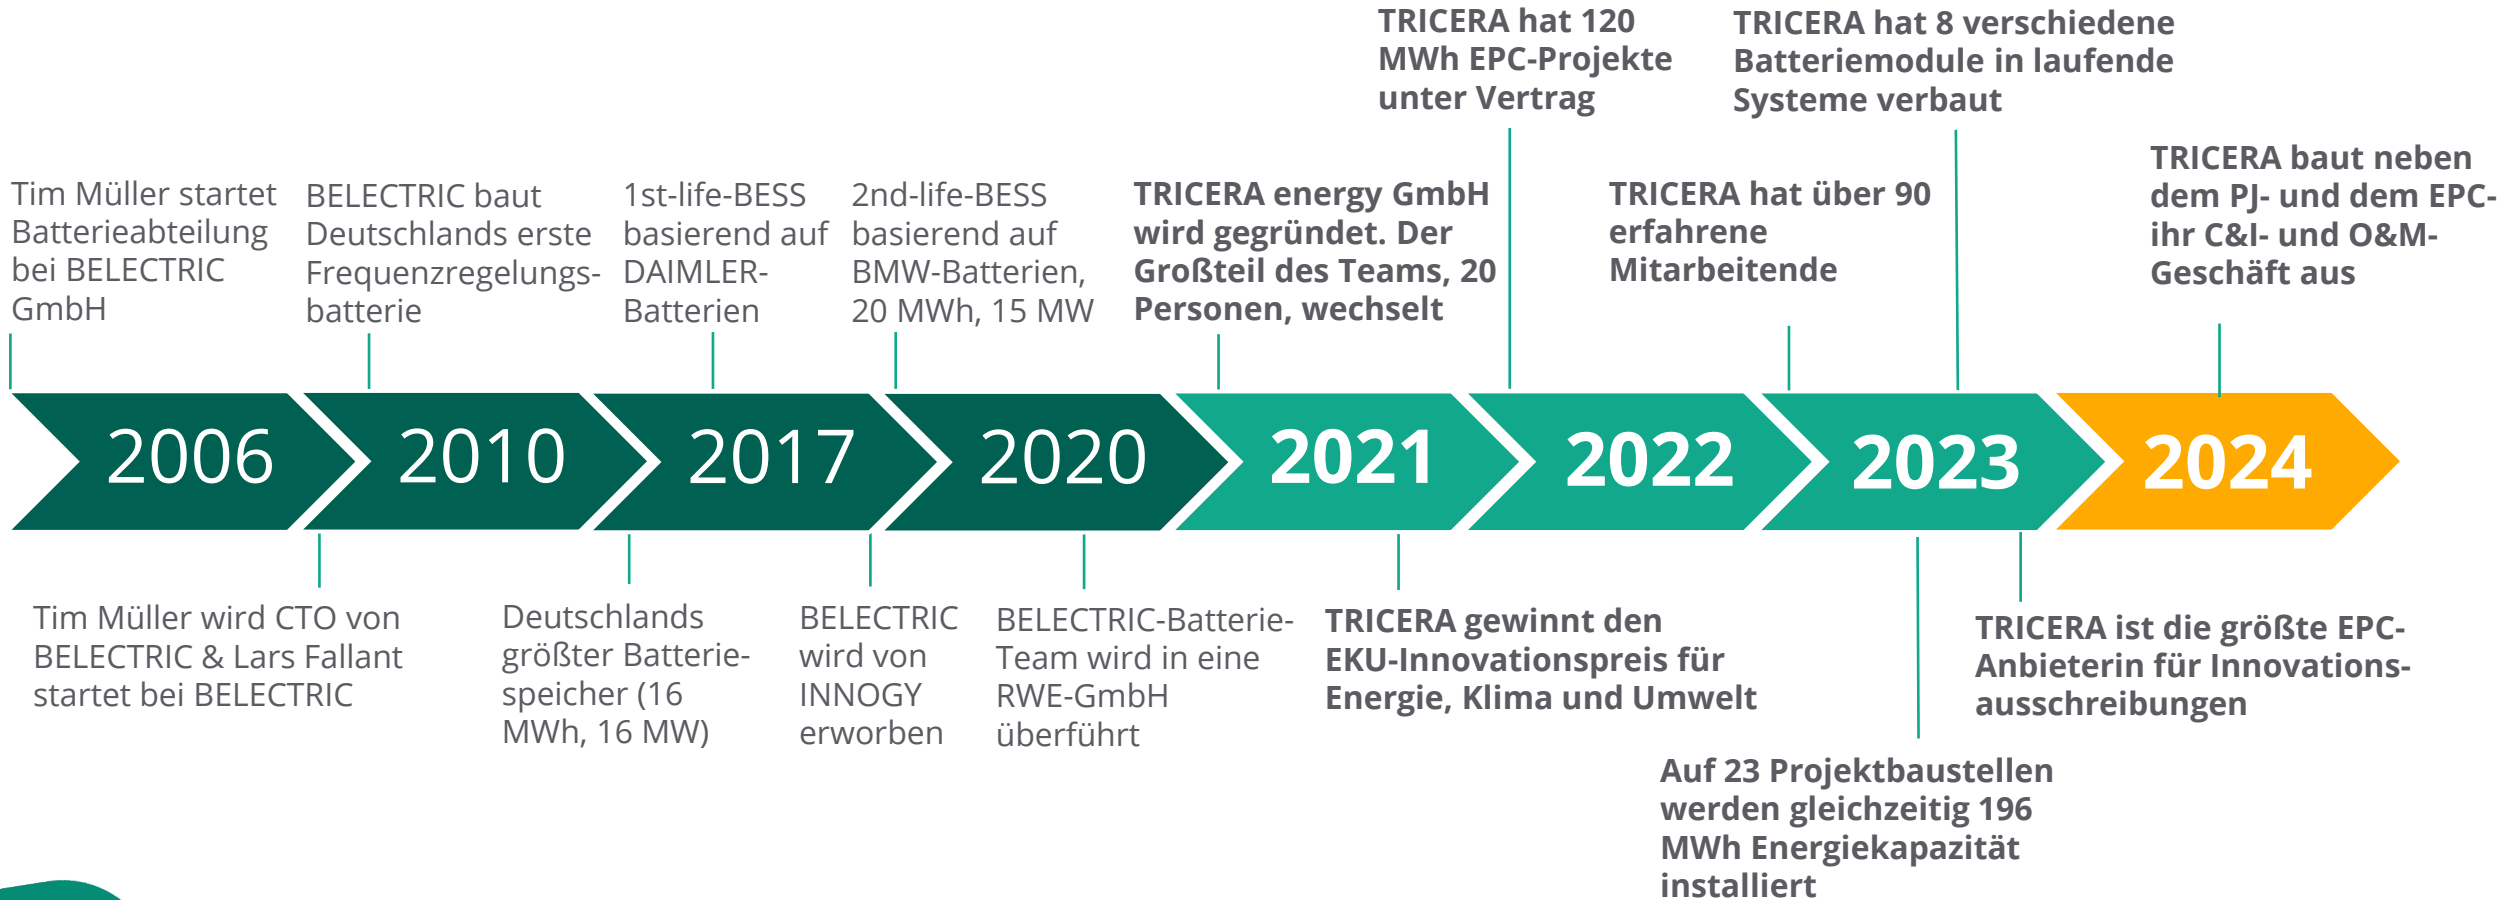 TRICERA hat 120
MWh EPC-Projekte
unter Vertrag
TRICERA hat 8 verschiedene
Batteriemodule in laufende
Systeme verbaut
Tim Müller startet
Batterieabteilung
bei BELECTRIC
GmbH
BELECTRIC baut
Deutschlands erste
Frequenzregelungs-
batterie
1st-life-BESS
basierend auf
DAIMLER-
Batterien
2nd-life-BESS
basierend auf
BMW-Batterien,
20 MWh, 15 MW
TRICERA energy GmbH
wird gegründet. Der
Großteil des Teams, 20
Personen, wechselt
TRICERA hat über 90
erfahrene
Mitarbeitende
TRICERA baut neben
dem PJ- und dem EPC-
ihr C&I- und O&M-
Geschäft aus
2006
2010
2017
2020
2021
2022
2023
2024
Tim Müller wird CTO von
BELECTRIC & Lars Fallant
startet bei BELECTRIC
Deutschlands
größter Batterie-
speicher (16
MWh, 16 MW)
BELECTRIC
wird von
INNOGY
erworben
BELECTRIC-Batterie-
Team wird in eine
RWE-GmbH
überführt
TRICERA gewinnt den
EKU-Innovationspreis für
Energie, Klima und Umwelt
Auf 23 Projektbaustellen
werden gleichzeitig 196
MWh Energiekapazität
installiert
TRICERA ist die größte EPC-
Anbieterin für Innovations-
ausschreibungen